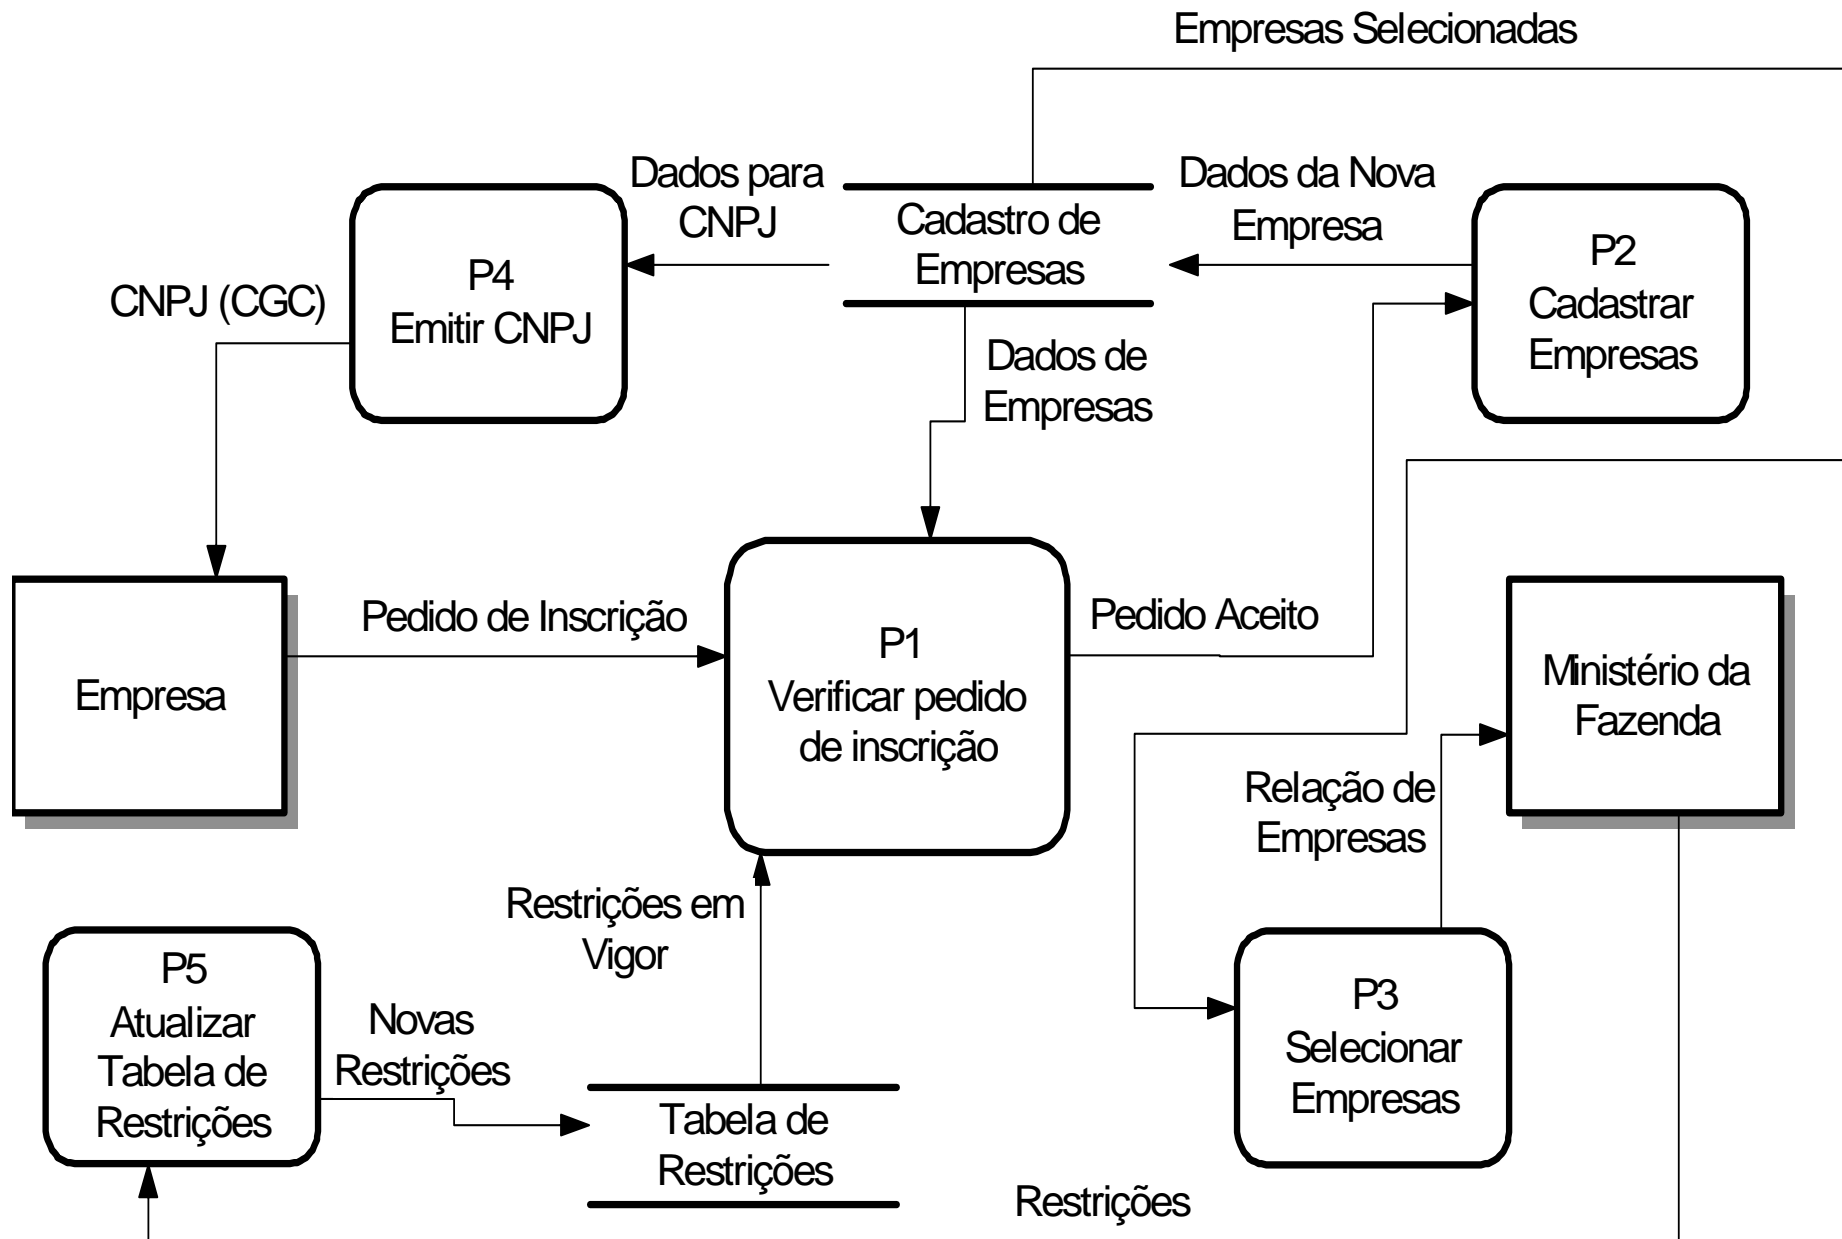 Empresas Selecionadas
Dados para
CNPJ
Cadastro de
Empresas
Dados da Nova
Empresa
P2
Cadastrar
Empresas
P4
Emitir CNPJ
CNPJ (CGC)
Dados de
Empresas
Empresa
Pedido de Inscrição
P1
Verificar pedido
de inscrição
Pedido Aceito
Ministério da
Fazenda
Relação de
Empresas
Restrições em
Vigor
P5
Atualizar
Tabela de
Restrições
Novas
Restrições
Tabela de
Restrições
P3
Selecionar
Empresas
Restrições